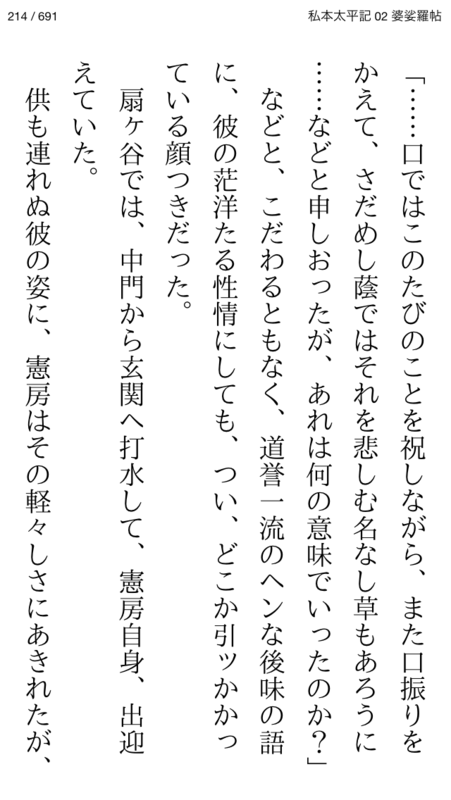 214 / 691
私本太平記 02 婆娑羅帖
「……口ではこのたびのことを祝しながら、また口振りを
かえて、さだめし蔭ではそれを悲しむ名なし草もあろうに
……などと申しおったが、あれは何の意味でいったのか？」
などと、こだわるともなく、道誉一流のヘンな後味の語
に、彼の茫洋たる性情にしても、つい、どこか引ッかかっ
ている顔つきだった。
扇ヶ谷では、中門から玄関へ打水して、憲房自身、出迎
えていた。
供も連れぬ彼の姿に、憲房はその軽々しさにあきれたが、